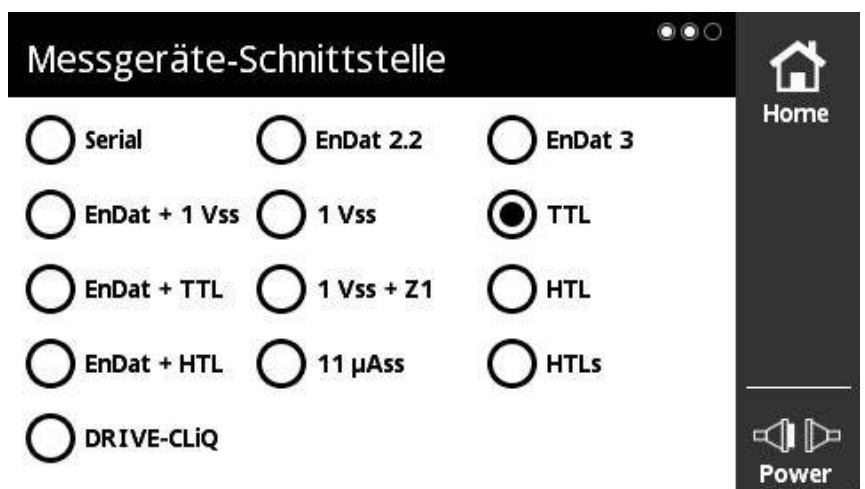 Messgeräte-Schnittstelle
Home
Serial EnDat 2.2 EnDat 3
EnDat + 1 Vss 1 Vss TTL
EnDat + TTL 1 Vss + Z1 HTL
EnDat + HTL 11 µAss HTLs
DRIVE-CLiQ
Power